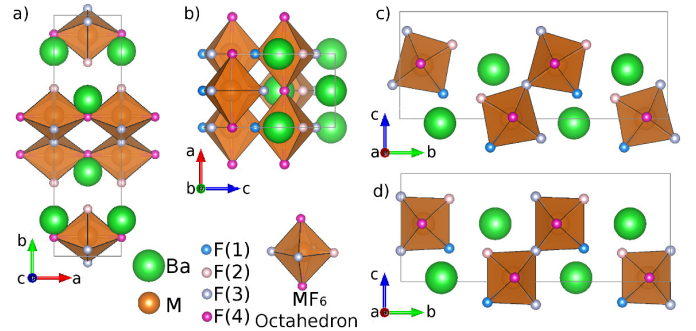 a)
b)
c)
d)
b
c
a
a
b
c
c
a
b
c
a
b
Ba
M
F(1)
F(2)
F(3)
F(4)
MF6
Octahedron